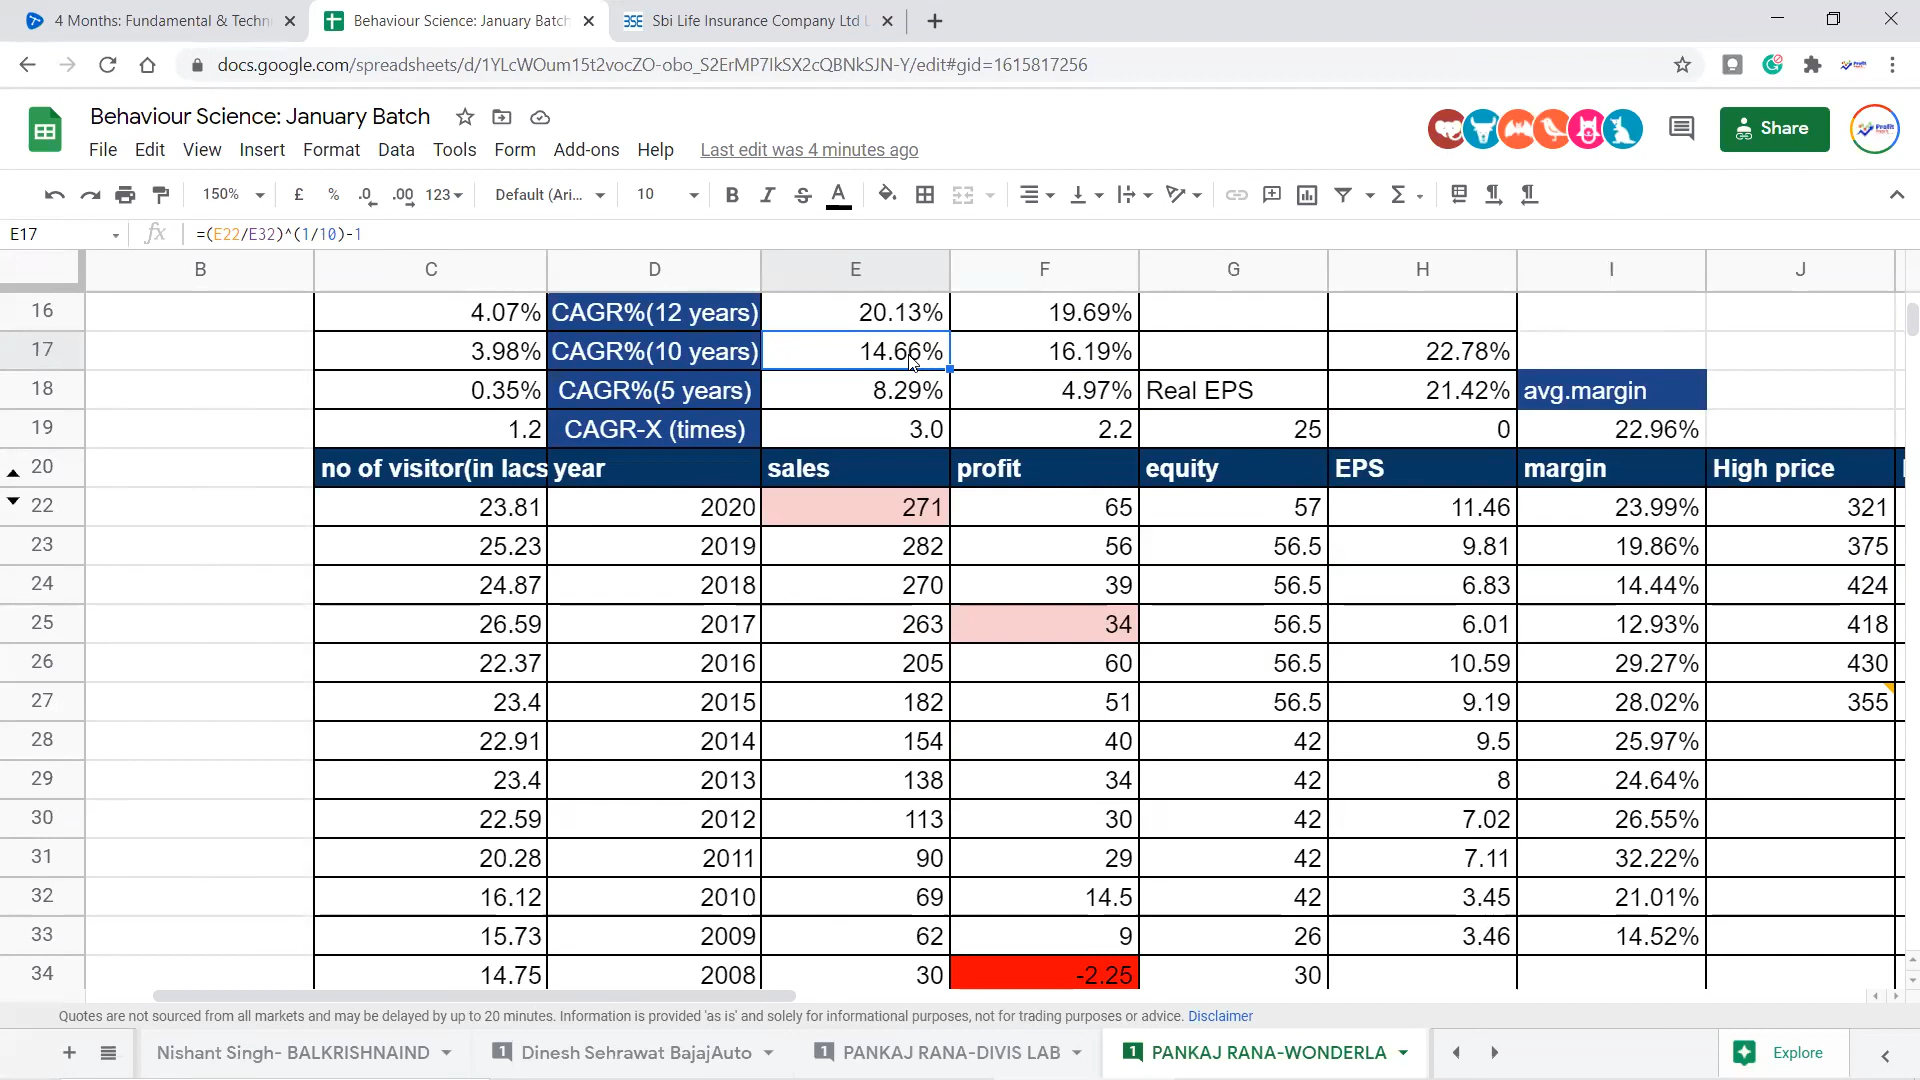 4 Months: Fundamental & Techn
Behaviour Science: January Batch
Sbi Life Insurance Company Ltd
docs.google.com/spreadsheets/d/1YLcWOum15t2vocZO-obo_S2ErMP7IkSX2cQBNkSJN-Y/edit#gid=1615817256
Behaviour Science: January Batch
Share
File Edit View Insert Format Data Tools Form Add-ons Help Last edit was 4 minutes ago
150% £ % .0 .00 123 Default (Ari... 10 B I S A
E17 fx =(E22/E32)^(1/10)-1
B C D E F G H I J
16 4.07% CAGR%(12 years) 20.13% 19.69%
17 3.98% CAGR%(10 years) 14.66% 16.19% 22.78%
18 0.35% CAGR%(5 years) 8.29% 4.97% Real EPS 21.42% avg.margin
19 1.2 CAGR-X (times) 3.0 2.2 25 0 22.96%
20 no of visitor(in lacs year sales profit equity EPS margin High price
22 23.81 2020 271 65 57 11.46 23.99% 321
23 25.23 2019 282 56 56.5 9.81 19.86% 375
24 24.87 2018 270 39 56.5 6.83 14.44% 424
25 26.59 2017 263 34 56.5 6.01 12.93% 418
26 22.37 2016 205 60 56.5 10.59 29.27% 430
27 23.4 2015 182 51 56.5 9.19 28.02% 355
28 22.91 2014 154 40 42 9.5 25.97%
29 23.4 2013 138 34 42 8 24.64%
30 22.59 2012 113 30 42 7.02 26.55%
31 20.28 2011 90 29 42 7.11 32.22%
32 16.12 2010 69 14.5 42 3.45 21.01%
33 15.73 2009 62 9 26 3.46 14.52%
34 14.75 2008 30 -2.25 30
Quotes are not sourced from all markets and may be delayed by up to 20 minutes. Information is provided 'as is' and solely for informational purposes, not for trading purposes or advice. Disclaimer
Nishant Singh- BALKRISHNAIND 1 Dinesh Sehrawat BajajAuto 1 PANKAJ RANA-DIVIS LAB 1 PANKAJ RANA-WONDERLA Explore